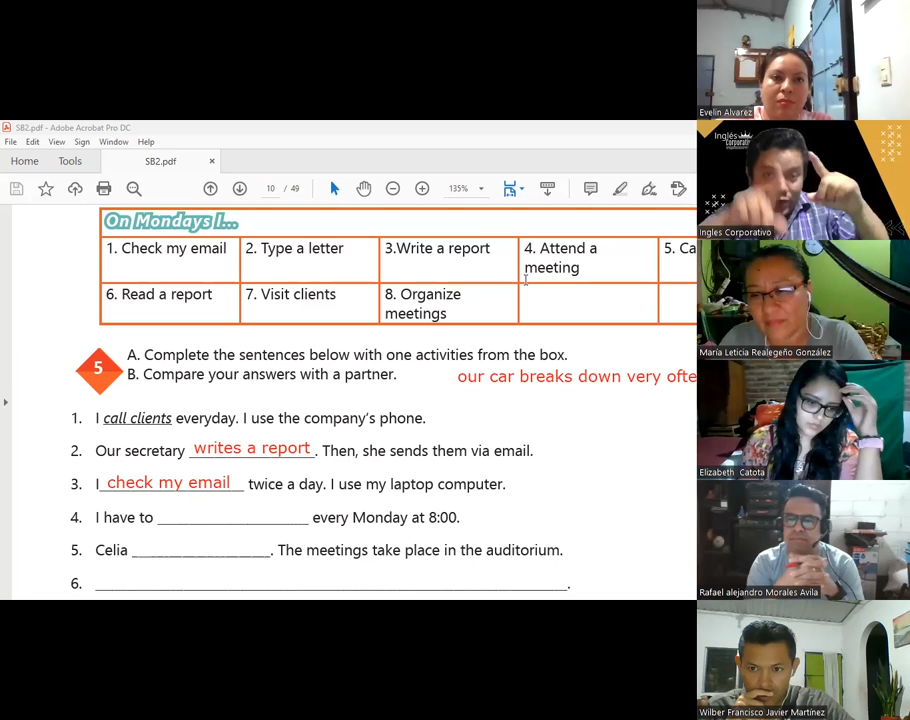 SB2.pdf - Adobe Acrobat Pro DC
File Edit View Sign Window Help
Home Tools SB2.pdf ×
10 / 49 135%
On Mondays I...
1. Check my email 2. Type a letter 3.Write a report 4. Attend a meeting 5. Ca
6. Read a report 7. Visit clients 8. Organize meetings
5
A. Complete the sentences below with one activities from the box.
B. Compare your answers with a partner.
our car breaks down very ofte
1. I call clients everyday. I use the company's phone.
2. Our secretary writes a report. Then, she sends them via email.
3. I check my email twice a day. I use my laptop computer.
4. I have to ____________________ every Monday at 8:00.
5. Celia __________________. The meetings take place in the auditorium.
6. ______________________________________________.
Evelin Alvarez
Inglés Corporativo
Ingles Corporativo
María Leticia Realegeño González
Elizabeth Catota
Rafael alejandro Morales Avila
Wilber Francisco Javier Martínez